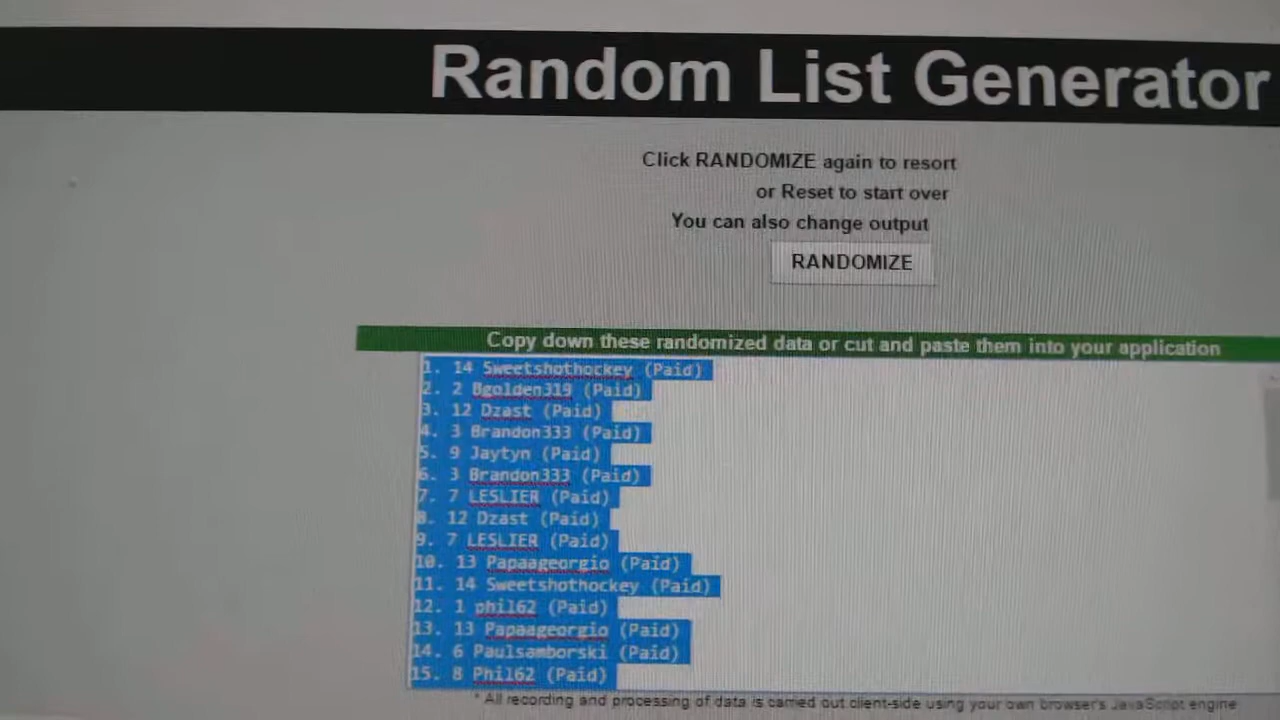 Random List Generator
Click RANDOMIZE again to resort
or Reset to start over
You can also change output
RANDOMIZE
Copy down these randomized data or cut and paste them into your application
1. 14 Sweetshothockey (Paid)
2. 2 Bgolden319 (Paid)
3. 12 Dzast (Paid)
4. 3 Brandon333 (Paid)
5. 9 Jaytyn (Paid)
6. 3 Brandon333 (Paid)
7. 7 LESLIER (Paid)
8. 12 Dzast (Paid)
9. 7 LESLIER (Paid)
10. 13 Papaageorgio (Paid)
11. 14 Sweetshothockey (Paid)
12. 1 phil62 (Paid)
13. 13 Papaageorgio (Paid)
14. 6 Paulsamborski (Paid)
15. 8 Phil62 (Paid)
* All recording and processing of data is carried out client-side using your own browser's JavaScript engine